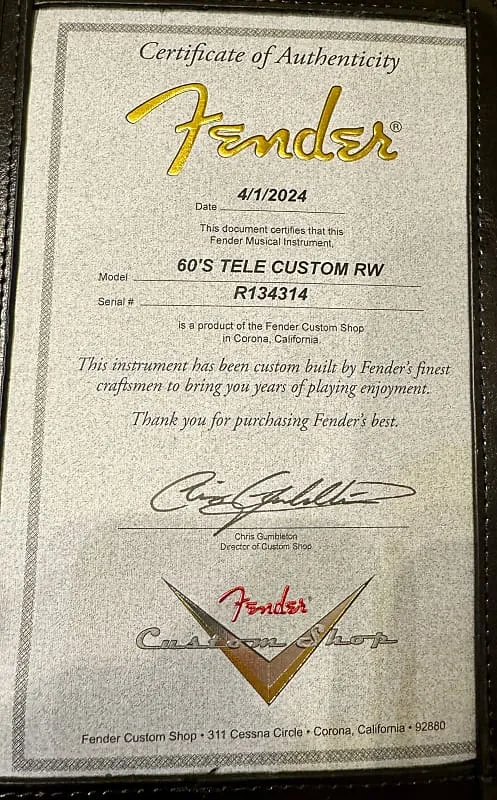 Certificate of Authenticity
Fender®
4/1/2024
Date
This document certifies that this
Fender Musical Instrument,
Model 60'S TELE CUSTOM RW
Serial # R134314
is a product of the Fender Custom Shop
in Corona, California.
This instrument has been custom built by Fender's finest
craftsmen to bring you years of playing enjoyment.
Thank you for purchasing Fender's best.
Chris Gumbleton
Chris Gumbleton
Director of Custom Shop
Fender®
Custom Shop
Fender Custom Shop • 311 Cessna Circle • Corona, California • 92880